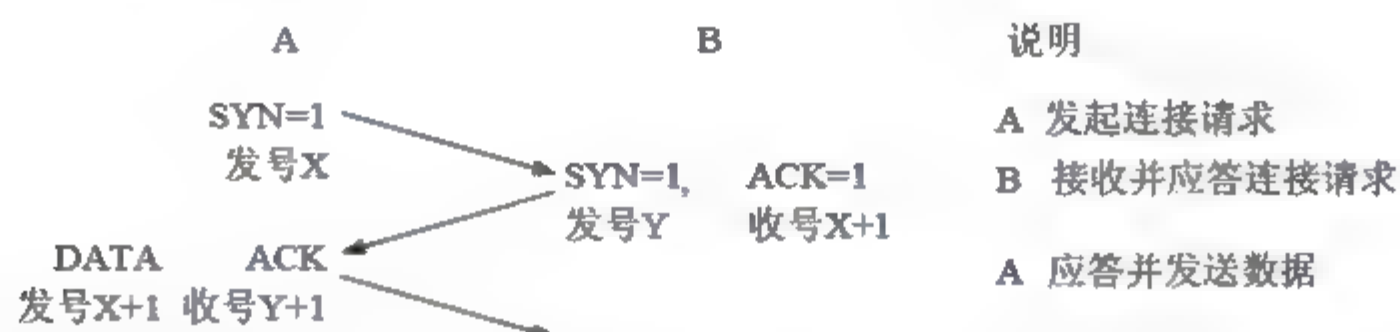 A B 说明
SYN=1 A 发起连接请求
发号X
SYN=1, ACK=1 B 接收并应答连接请求
发号Y 收号X+1
DATA ACK A 应答并发送数据
发号X+1 收号Y+1